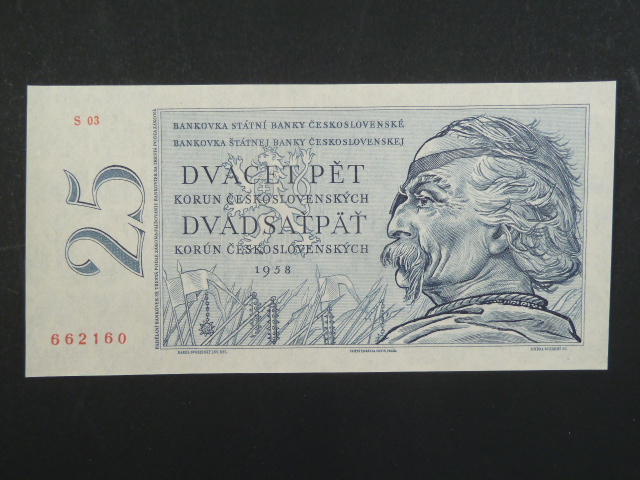 S 03
BANKOVKA STÁTNÍ BANKY ČESKOSLOVENSKÉ
BANKOVKA ŠTÁTNEJ BANKY ČESKOSLOVENSKEJ
DVACET PĚT
KORUN ČESKOSLOVENSKÝCH
DVADSAŤPÄŤ
KORÚN ČESKOSLOVENSKÝCH
1958
25
662160